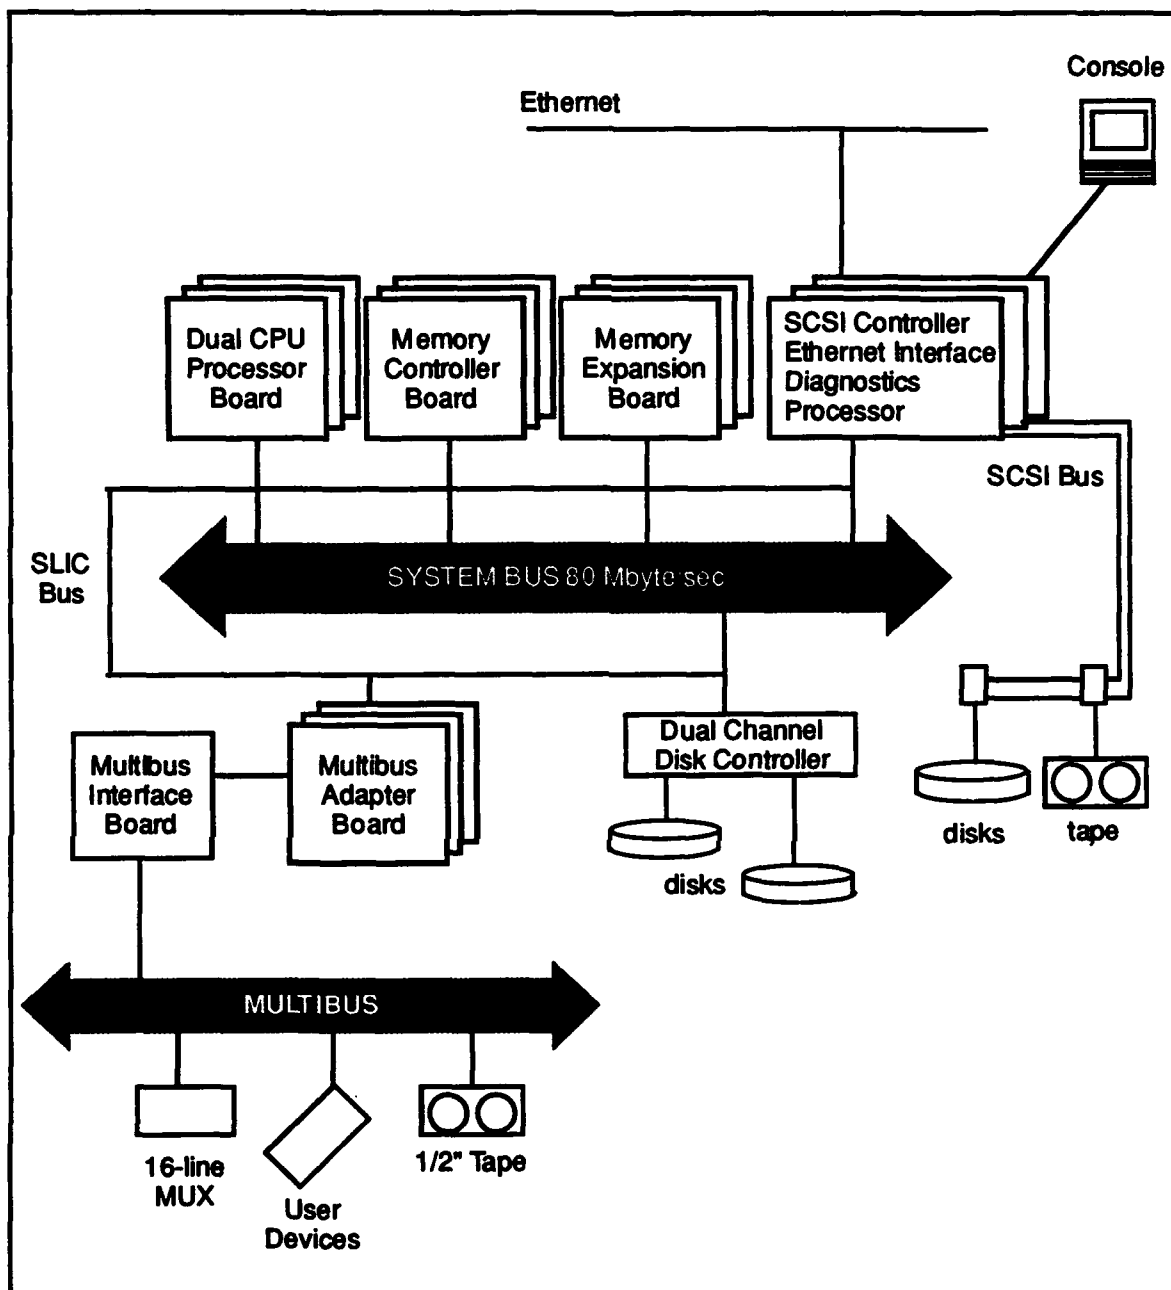 Console
Ethernet
Dual CPU
Processor
Board
Memory
Controller
Board
Memory
Expansion
Board
SCSI Controller
Ethernet Interface
Diagnostics
Processor
SCSI Bus
SLIC
Bus
SYSTEM BUS 80 Mbyte sec
Multibus
Interface
Board
Multibus
Adapter
Board
Dual Channel
Disk Controller
disks
tape
disks
MULTIBUS
16-line
MUX
User
Devices
1/2" Tape